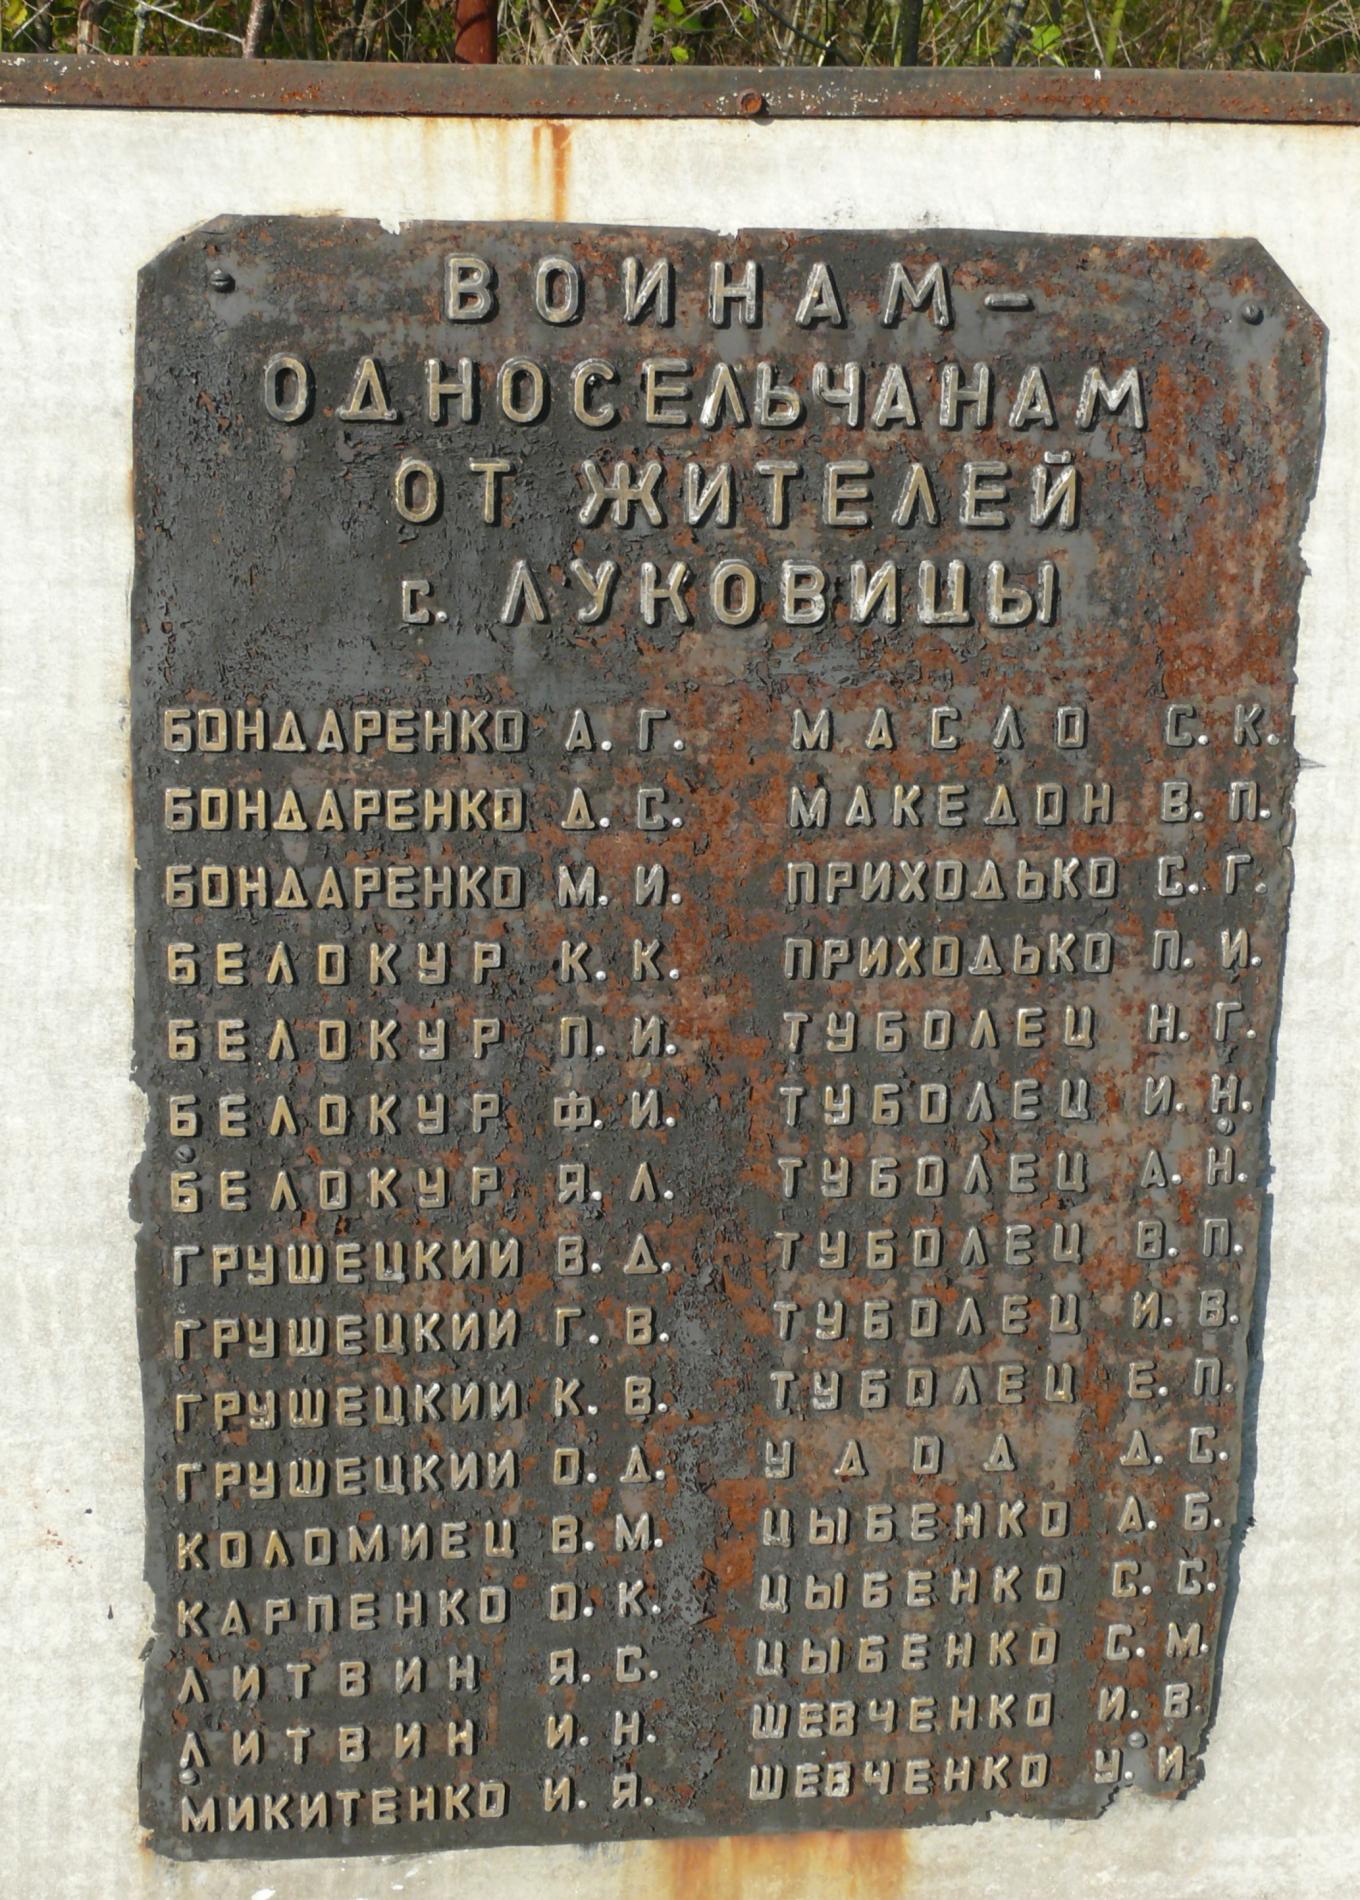 ВОИНАМ-
ОДНОСЕЛЬЧАНАМ
ОТ ЖИТЕЛЕЙ
с. ЛУКОВИЦЫ
БОНДАРЕНКО А. Г.
БОНДАРЕНКО Д. С.
БОНДАРЕНКО М. И.
БЕЛОКУР К. К.
БЕЛОКУР П. И.
БЕЛОКУР Ф. И.
БЕЛОКУР Я. Л.
ГРУШЕЦКИЙ В. Д.
ГРУШЕЦКИЙ Г. В.
ГРУШЕЦКИЙ К. В.
ГРУШЕЦКИЙ О. Д.
КОЛОМИЕЦ В. М.
КАРПЕНКО О. К.
ЛИТВИН Я. С.
ЛИТВИН И. Н.
МИКИТЕНКО И. Я.
МАСЛО С. К.
МАКЕДОН В. П.
ПРИХОДЬКО С. Г.
ПРИХОДЬКО П. И.
ТУБОЛЕЦ Н. Г.
ТУБОЛЕЦ И. Н.
ТУБОЛЕЦ А. Н.
ТУБОЛЕЦ В. П.
ТУБОЛЕЦ И. В.
ТУБОЛЕЦ Е. П.
УДОД Д. С.
ЦЫБЕНКО А. Б.
ЦЫБЕНКО С. С.
ЦЫБЕНКО С. М.
ШЕВЧЕНКО И. В.
ШЕВЧЕНКО У. И.